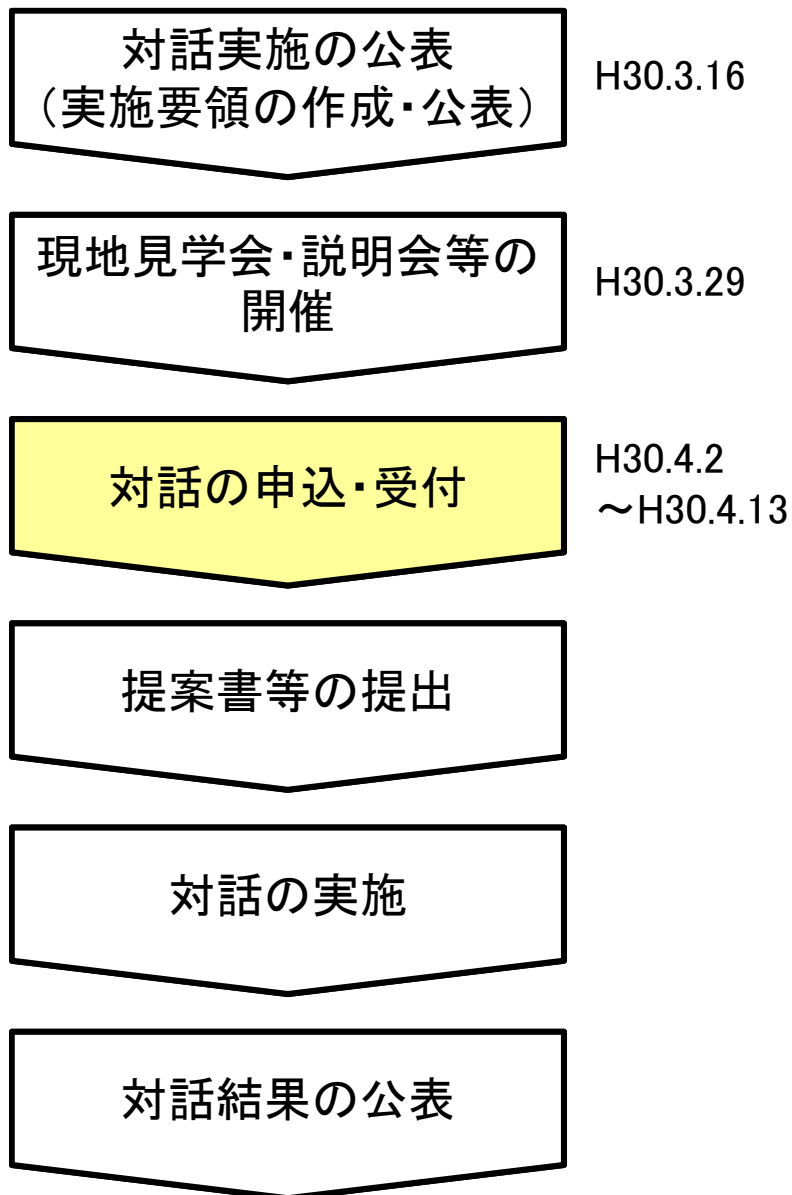 対話実施の公表
（実施要領の作成・公表）
H30.3.16
現地見学会・説明会等の
開催
H30.3.29
対話の申込・受付
H30.4.2
～H30.4.13
提案書等の提出
対話の実施
対話結果の公表